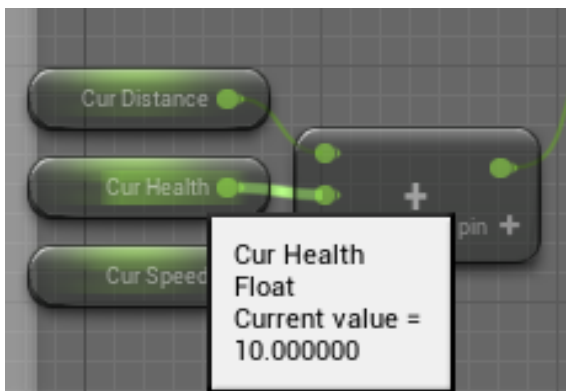 Cur Distance
Cur Health
pin +
Cur Speed
Cur Health
Float
Current value =
10.000000